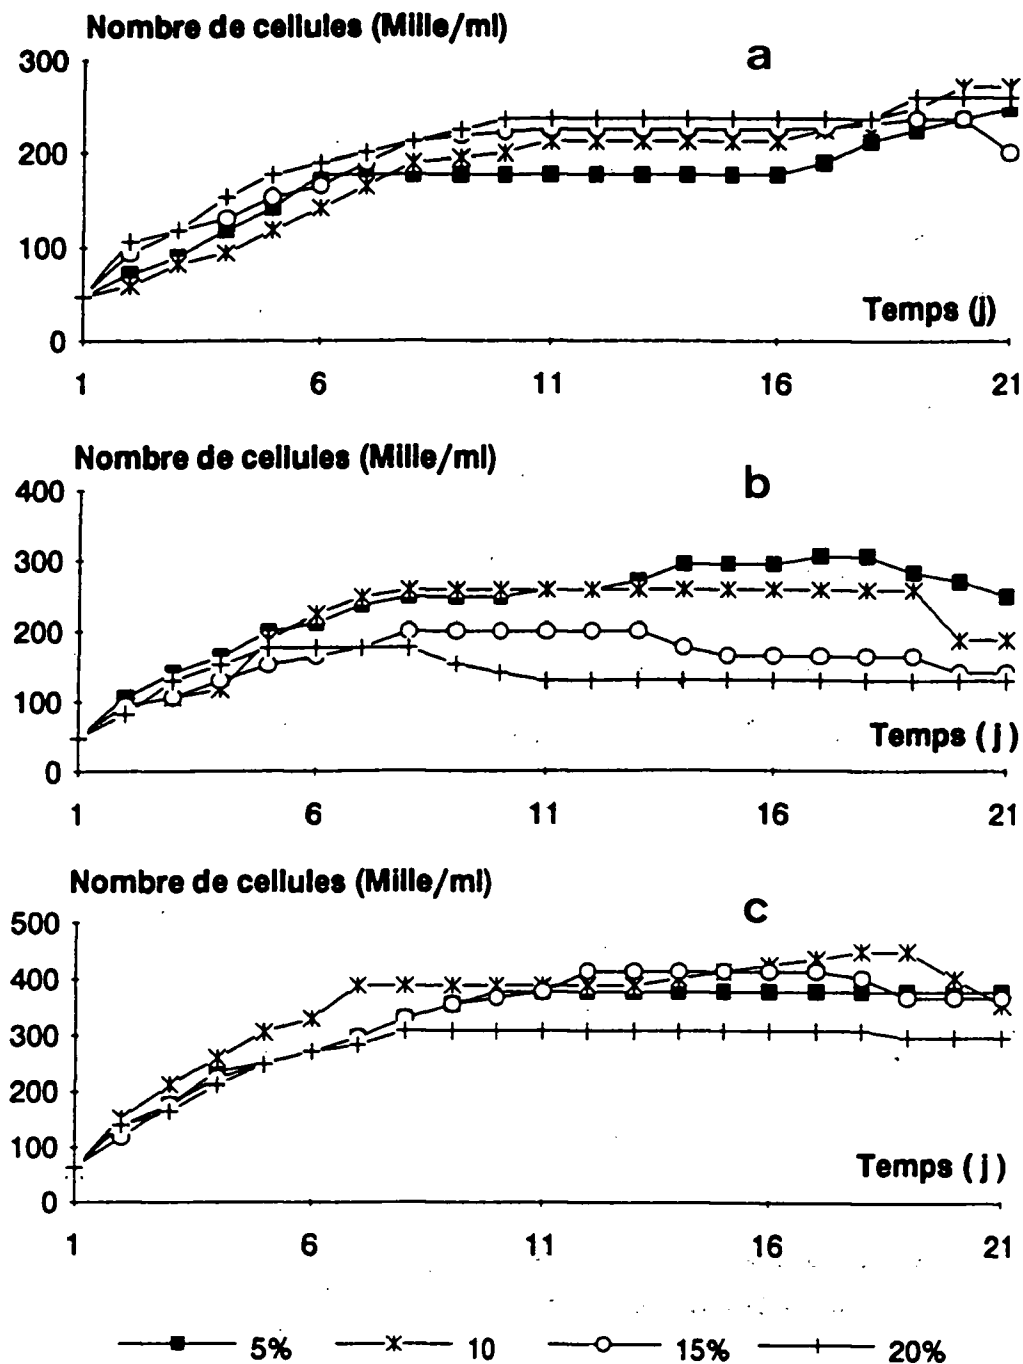 Nombre de cellules (Mille/ml)
a
300
200
100
0
Temps (j)
1 6 11 16 21
Nombre de cellules (Mille/ml)
b
400
300
200
100
0
Temps ( j )
1 6 11 16 21
Nombre de cellules (Mille/ml)
c
500
400
300
200
100
0
Temps ( j )
1 6 11 16 21
5% 10 15% 20%